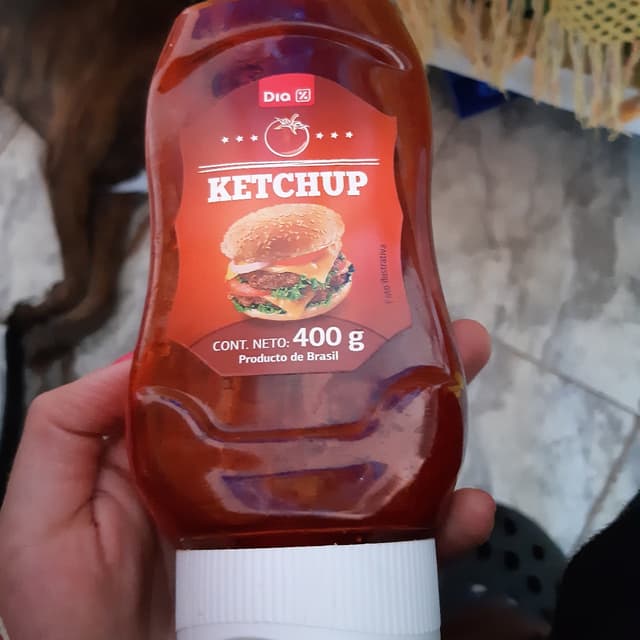 Dia %
KETCHUP
Foto ilustrativa
CONT. NETO: 400 g
Producto de Brasil